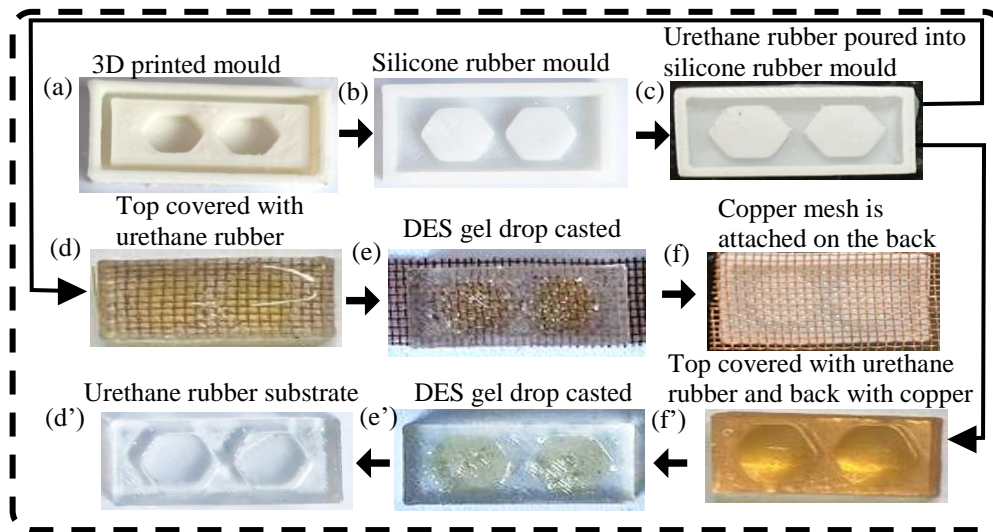 (a)
3D printed mould
(b)
Silicone rubber mould
(c)
Urethane rubber poured into
silicone rubber mould
(d)
Top covered with
urethane rubber
(e)
DES gel drop casted
(f)
Copper mesh is
attached on the back
(d’)
Urethane rubber substrate
(e’)
DES gel drop casted
(f’)
Top covered with urethane
rubber and back with copper